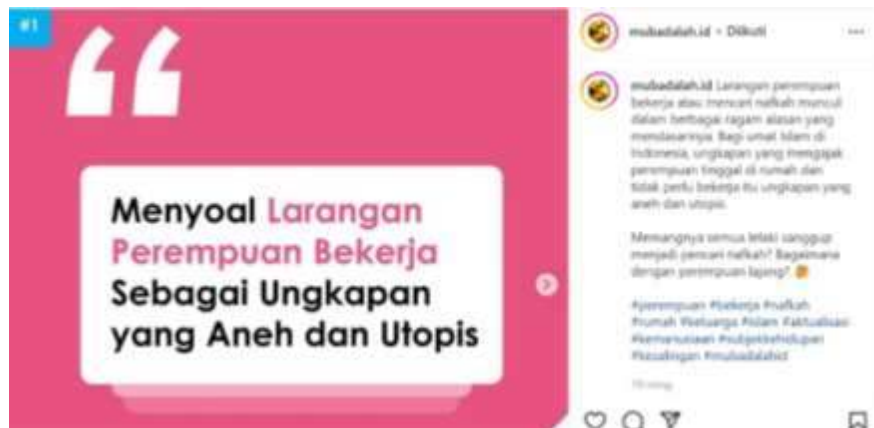 #1
Menyoal Larangan
Perempuan Bekerja
Sebagai Ungkapan
yang Aneh dan Utopis
mubadalah.id • Diikuti
mubadalah.id Larangan perempuan
bekerja atau mencari nafkah muncul
dalam berbagai ragam alasan yang
mendasarinya. Bagi umat Islam di
Indonesia, ungkapan yang mengajak
perempuan tinggal di rumah dan
tidak perlu bekerja itu ungkapan yang
aneh dan utopis.
Memangnya semua lelaki sanggup
menjadi pencari nafkah? Bagaimana
dengan perempuan lajang?
#perempuan #bekerja #nafkah
#rumah #keluarga #islam #aktualisasi
#kemanusiaan #subjekkehidupan
#kesalingan #mubadalahid